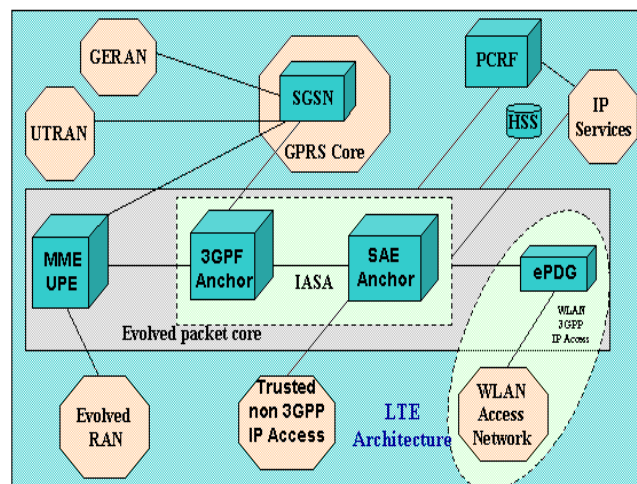 GERAN
SGSN
GPRS Core
PCRF
HSS
IP
Services
UTRAN
MME
UPE
3GPF
Anchor
IASA
SAE
Anchor
ePDG
WLAN
3GPP
IP Access
Evolved packet core
Evolved
RAN
Trusted
non 3GPP
IP Access
LTE
Architecture
WLAN
Access
Network